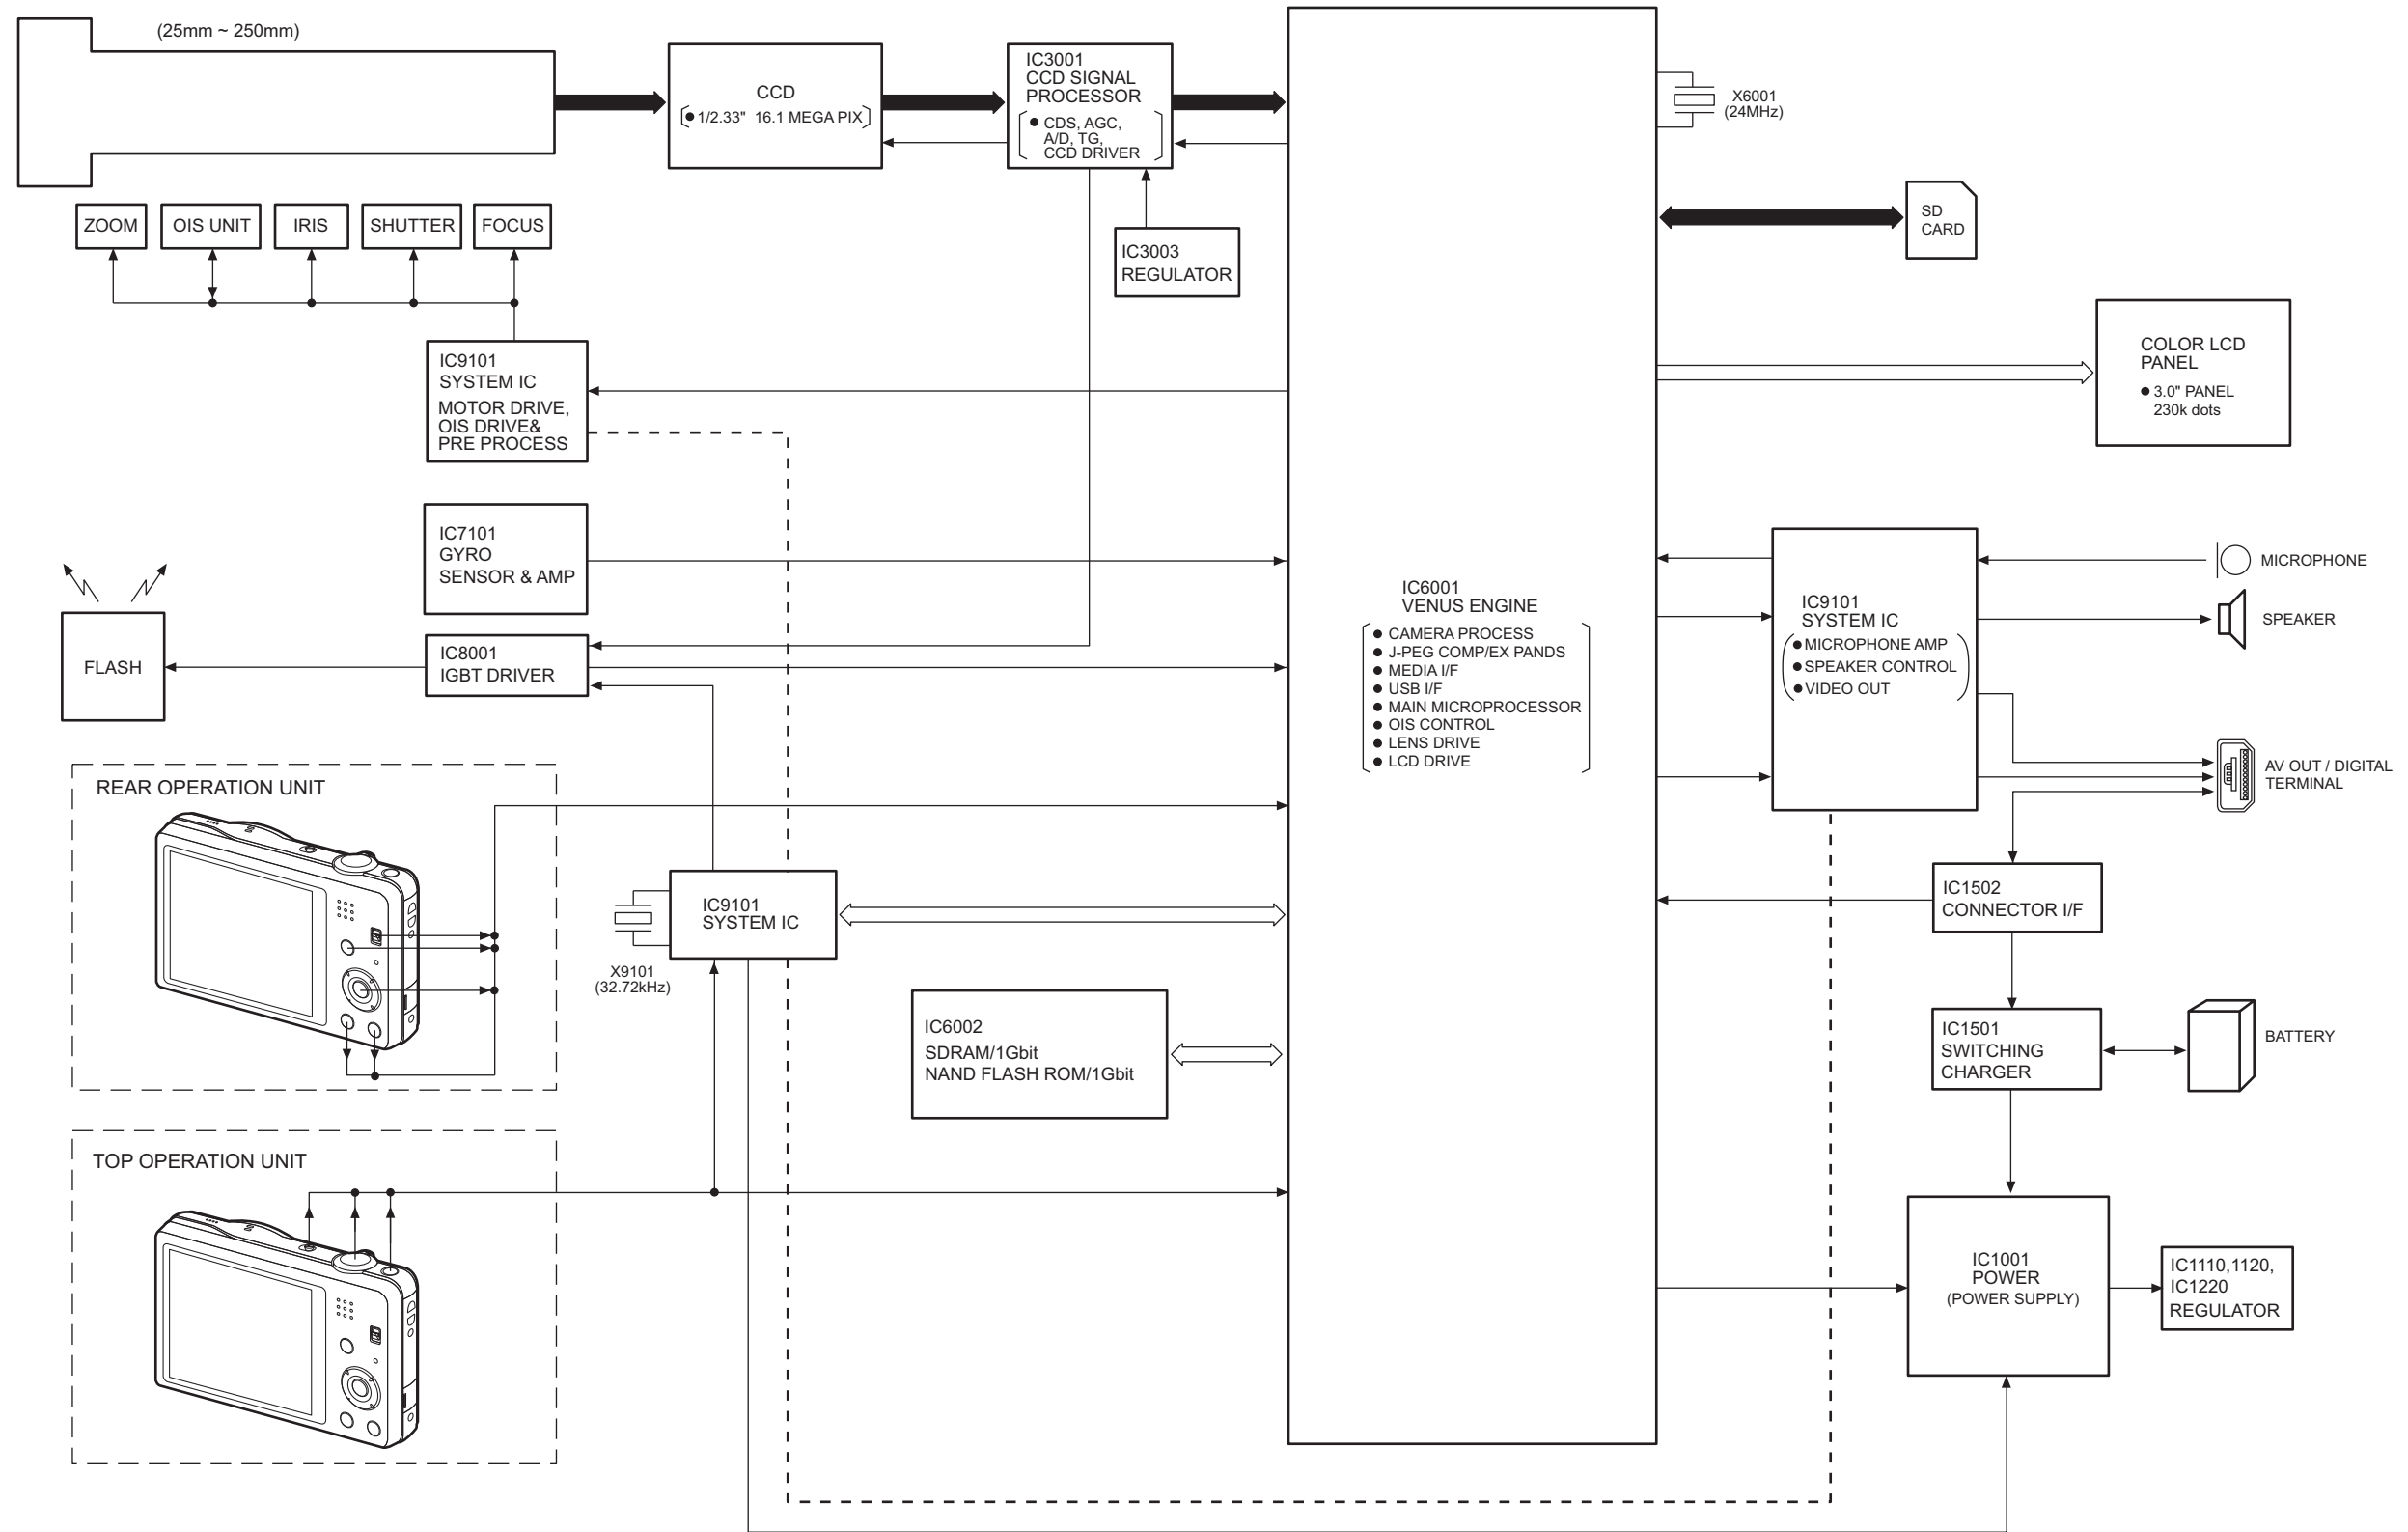 (25mm ~ 250mm)
CCD
● 1/2.33" 16.1 MEGA PIX
IC3001
CCD SIGNAL
PROCESSOR
● CDS, AGC,
A/D, TG,
CCD DRIVER
X6001
(24MHz)
SD
CARD
ZOOM
OIS UNIT
IRIS
SHUTTER
FOCUS
IC3003
REGULATOR
IC9101
SYSTEM IC
MOTOR DRIVE,
OIS DRIVE&
PRE PROCESS
COLOR LCD
PANEL
● 3.0" PANEL
230k dots
IC7101
GYRO
SENSOR & AMP
IC6001
VENUS ENGINE
● CAMERA PROCESS
● J-PEG COMP/EX PANDS
● MEDIA I/F
● USB I/F
● MAIN MICROPROCESSOR
● OIS CONTROL
● LENS DRIVE
● LCD DRIVE
IC9101
SYSTEM IC
● MICROPHONE AMP
● SPEAKER CONTROL
● VIDEO OUT
MICROPHONE
SPEAKER
FLASH
IC8001
IGBT DRIVER
AV OUT / DIGITAL
TERMINAL
REAR OPERATION UNIT
IC9101
SYSTEM IC
X9101
(32.72kHz)
IC1502
CONNECTOR I/F
IC6002
SDRAM/1Gbit
NAND FLASH ROM/1Gbit
IC1501
SWITCHING
CHARGER
BATTERY
TOP OPERATION UNIT
IC1001
POWER
(POWER SUPPLY)
IC1110,1120,
IC1220
REGULATOR